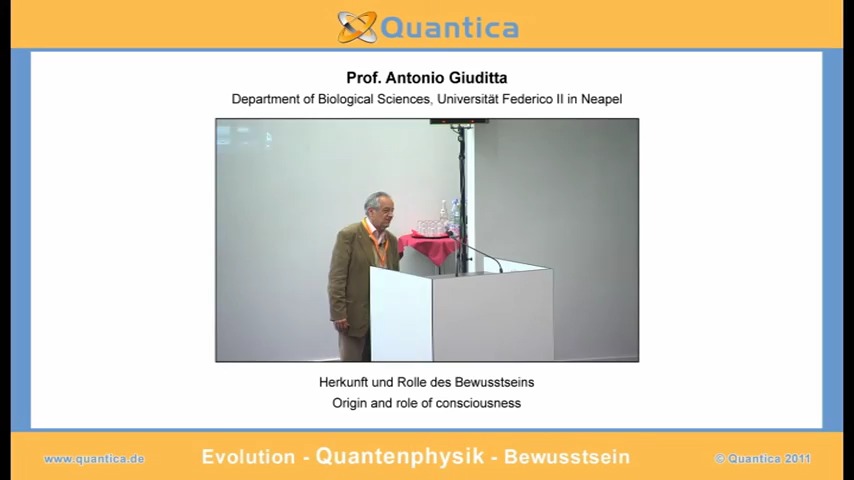 Quantica
Prof. Antonio Giuditta
Department of Biological Sciences, Universität Federico II in Neapel
Herkunft und Rolle des Bewusstseins
Origin and role of consciousness
www.quantica.de
Evolution - Quantenphysik - Bewusstsein
© Quantica 2011